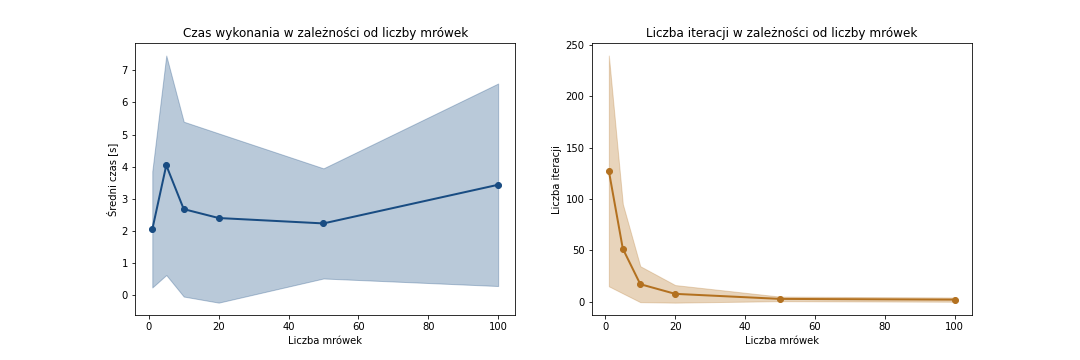 Czas wykonania w zależności od liczby mrówek
Średni czas [s]
7
6
5
4
3
2
1
0
0 20 40 60 80 100
Liczba mrówek
Liczba iteracji w zależności od liczby mrówek
Liczba iteracji
250
200
150
100
50
0
0 20 40 60 80 100
Liczba mrówek